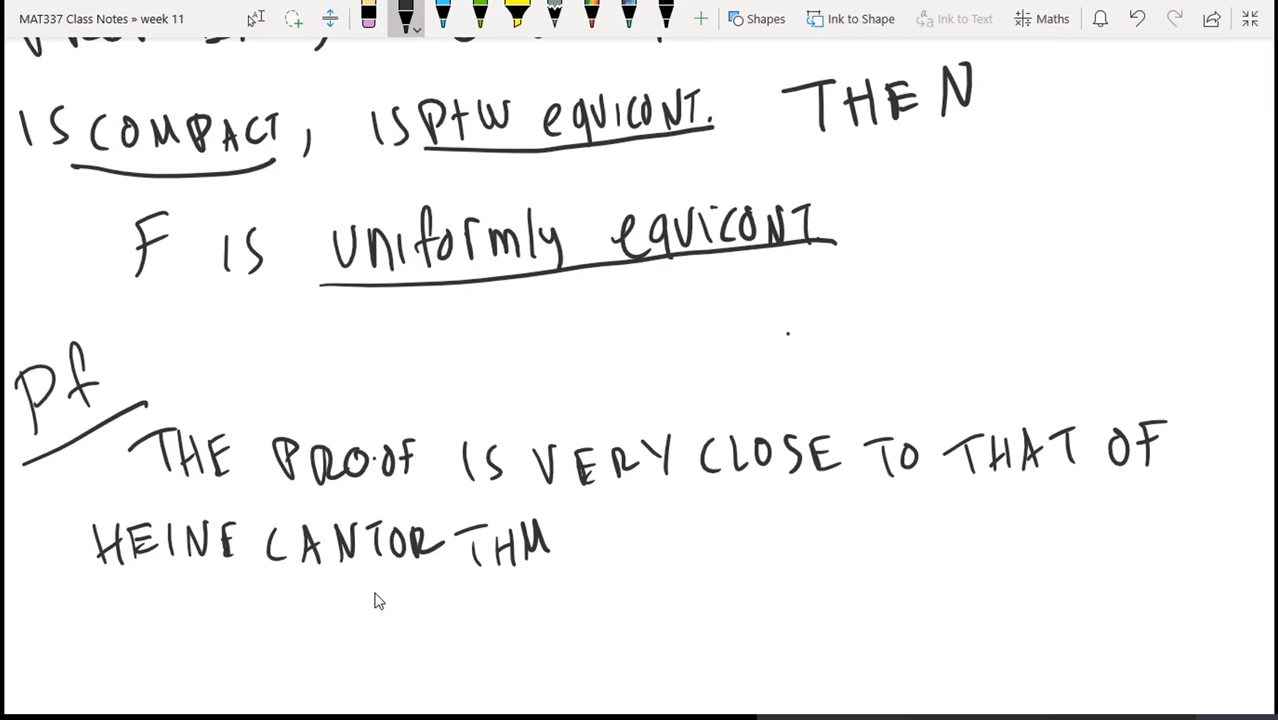 MAT337 Class Notes » week 11
Shapes
Ink to Shape
Ink to Text
Maths
IS COMPACT, IS PtW equiCONT. THEN
F IS uNiformly equiCONT
Pf
THE PROOF IS VERY CLOSE TO THAT OF
HEINE CANTOR THM